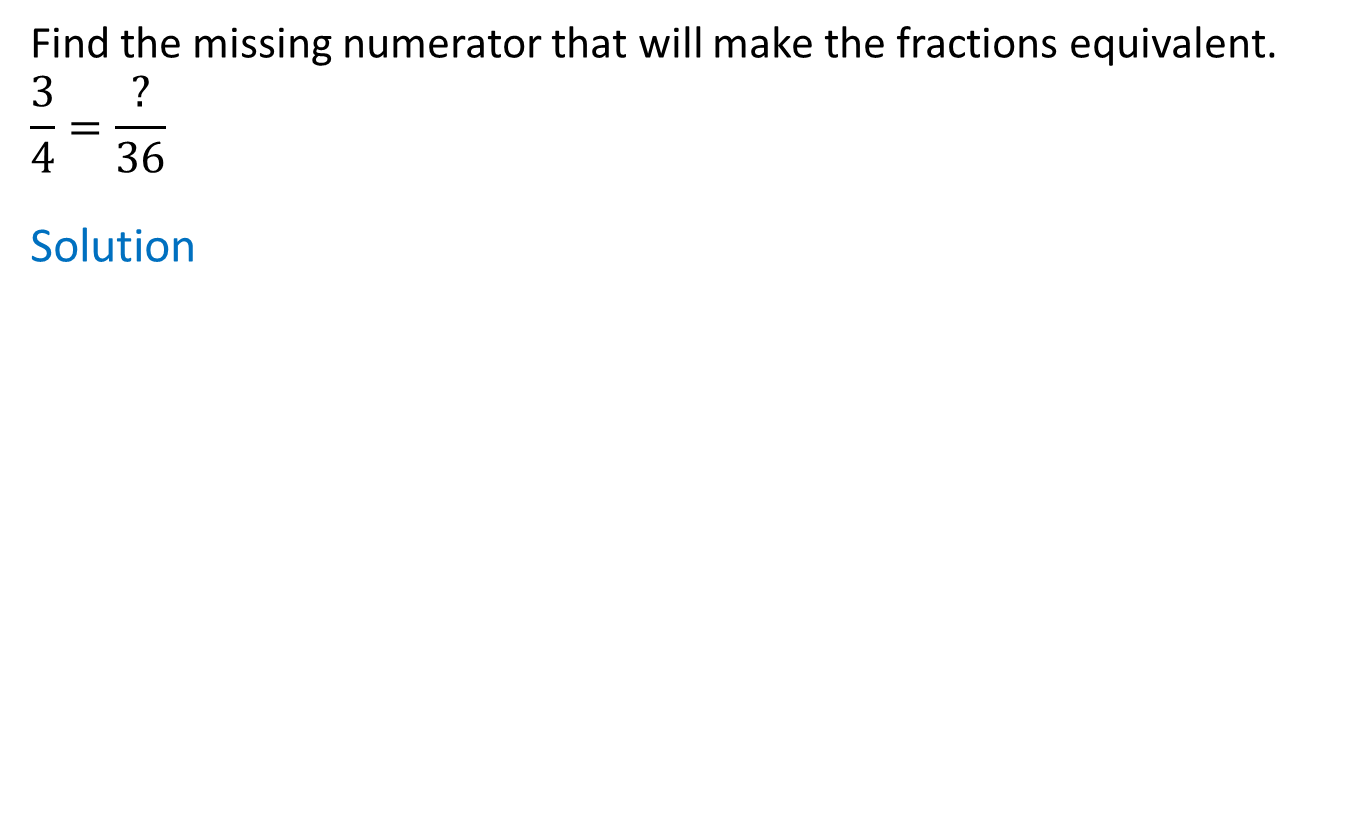 Find the missing numerator that will make the fractions equivalent.
3/4 = ?/36
Solution